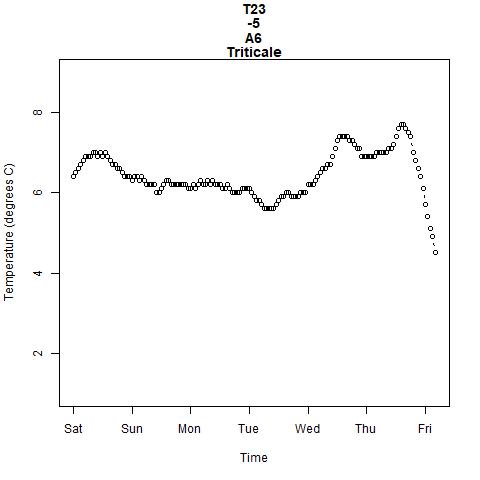 T23
-5
A6
Triticale
Temperature (degrees C)
8
6
4
2
Sat Sun Mon Tue Wed Thu Fri
Time